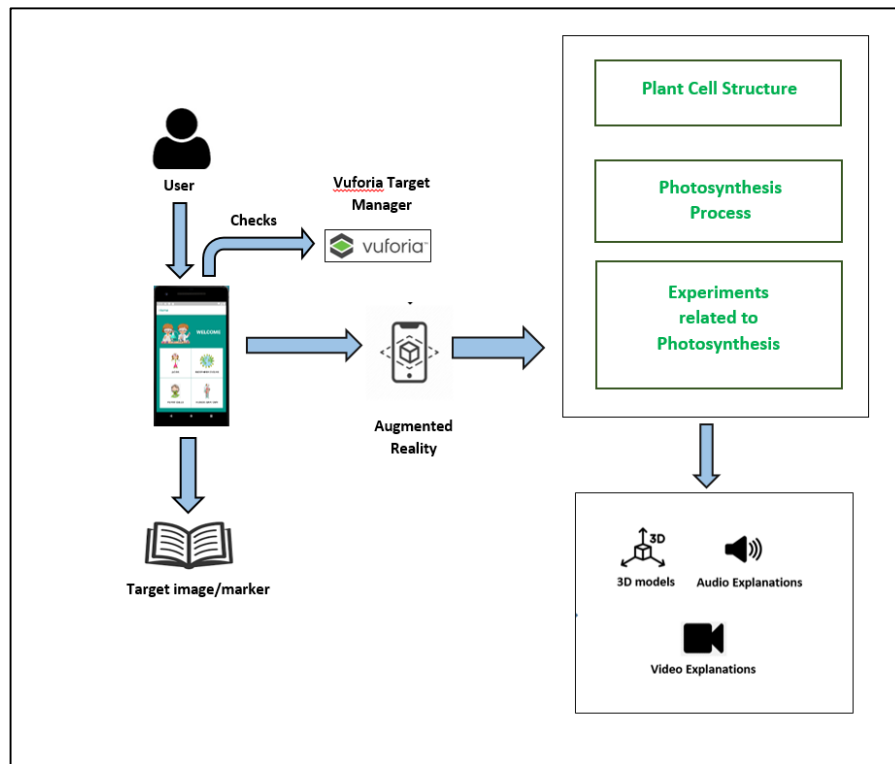 Plant Cell Structure
User
Vuforia Target
Manager
Checks
vuforia
Photosynthesis
Process
WELCOME
Experiments
related to
Photosynthesis
Augmented
Reality
Target image/marker
3D
3D models
Audio Explanations
Video Explanations